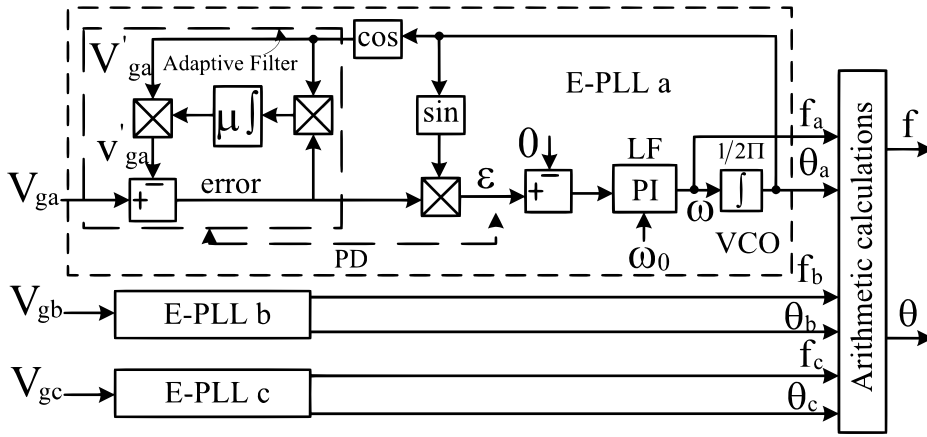 V'ga
Adaptive Filter
cos
E-PLL a
μ∫
sin
v'ga
0
LF
fa
1/2Π
θa
f
Vga
+
−
error
ε
+
−
PI
ω
∫
PD
ω0
VCO
Arithmetic calculations
fb
Vgb
E-PLL b
θb
θ
fc
Vgc
E-PLL c
θc